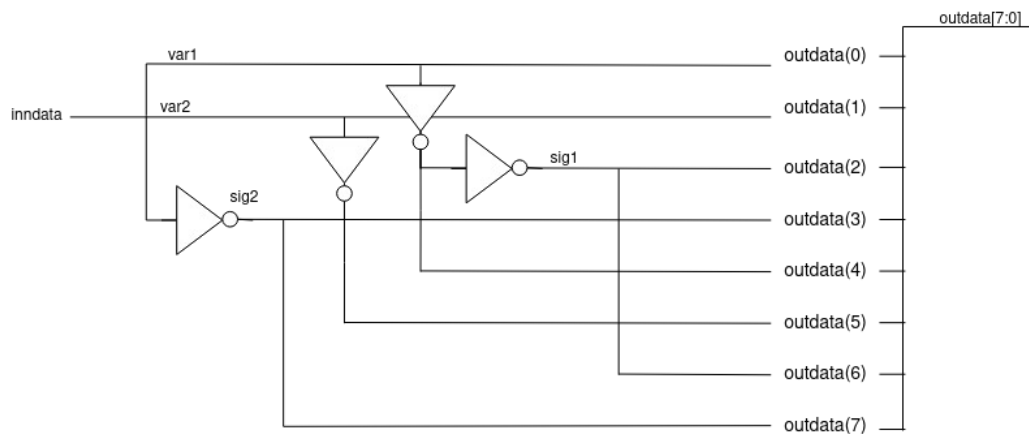 outdata[7:0]
var1
outdata(0)
inndata
var2
outdata(1)
sig1
outdata(2)
sig2
outdata(3)
outdata(4)
outdata(5)
outdata(6)
outdata(7)